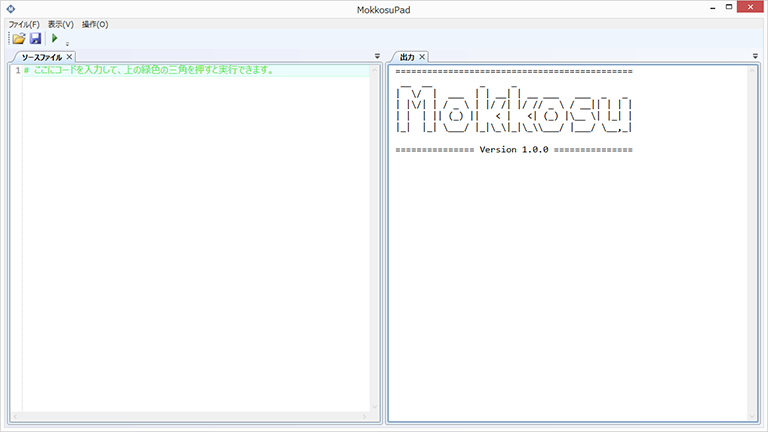 MokkosuPad
ファイル(F) 表示(V) 操作(O)
ソースファイル
1 # ここにコードを入力して、上の緑色の三角を押すと実行できます。
出力
=============================================
Mokkosu
=============== Version 1.0.0 ===============